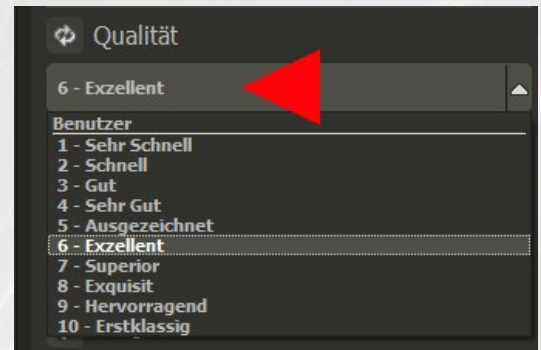 Qualität
6 - Exzellent
Benutzer
1 - Sehr Schnell
2 - Schnell
3 - Gut
4 - Sehr Gut
5 - Ausgezeichnet
6 - Exzellent
7 - Superior
8 - Exquisit
9 - Hervorragend
10 - Erstklassig